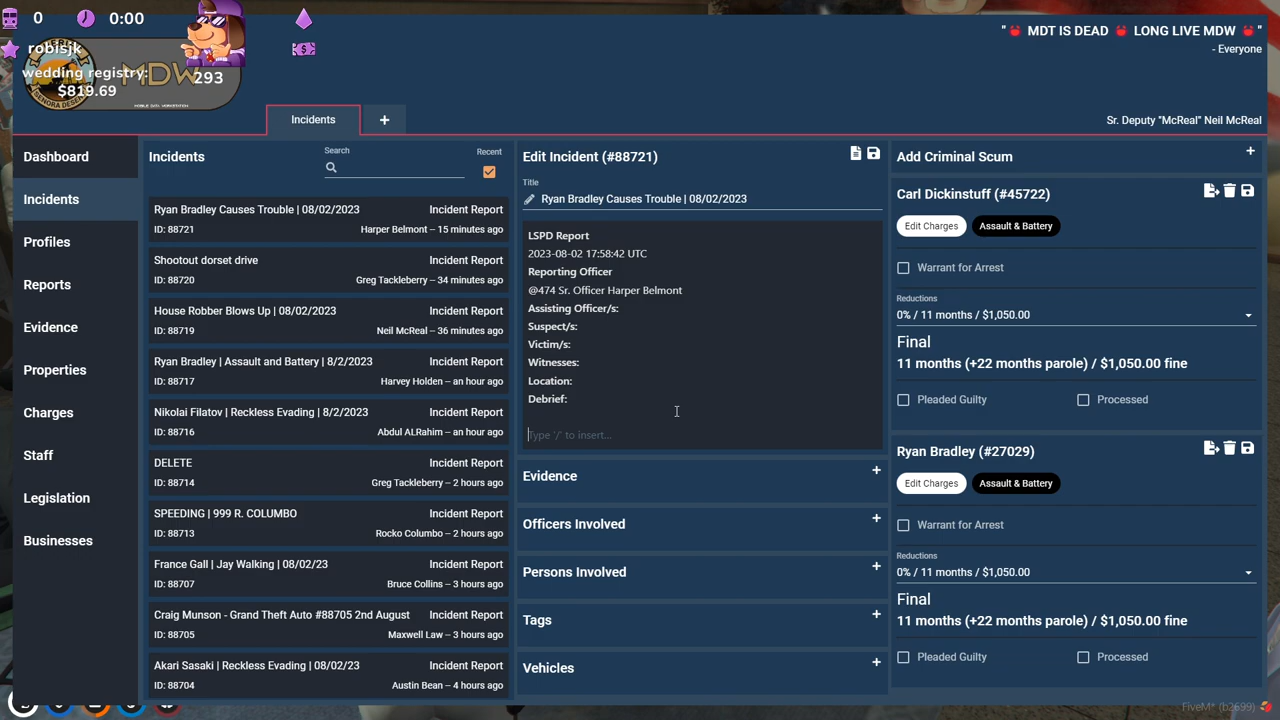 0
0:00
robisjk
wedding registry:
$819.69
293
MDW
MOBILE DATA WORKSTATION
" MDT IS DEAD LONG LIVE MDW "
- Everyone
Incidents
+
Sr. Deputy "McReal" Neil McReal
Dashboard
Incidents
Profiles
Reports
Evidence
Properties
Charges
Staff
Legislation
Businesses
Incidents
Search
Recent
Ryan Bradley Causes Trouble | 08/02/2023 Incident Report
ID: 88721 Harper Belmont – 15 minutes ago
Shootout dorset drive Incident Report
ID: 88720 Greg Tackleberry – 34 minutes ago
House Robber Blows Up | 08/02/2023 Incident Report
ID: 88719 Neil McReal – 36 minutes ago
Ryan Bradley | Assault and Battery | 8/2/2023 Incident Report
ID: 88717 Harvey Holden – an hour ago
Nikolai Filatov | Reckless Evading | 8/2/2023 Incident Report
ID: 88716 Abdul ALRahim – an hour ago
DELETE Incident Report
ID: 88714 Greg Tackleberry – 2 hours ago
SPEEDING | 999 R. COLUMBO Incident Report
ID: 88713 Rocko Columbo – 2 hours ago
France Gall | Jay Walking | 08/02/23 Incident Report
ID: 88707 Bruce Collins – 3 hours ago
Craig Munson - Grand Theft Auto #88705 2nd August Incident Report
ID: 88705 Maxwell Law – 3 hours ago
Akari Sasaki | Reckless Evading | 08/02/23 Incident Report
ID: 88704 Austin Bean – 4 hours ago
Edit Incident (#88721)
Title
Ryan Bradley Causes Trouble | 08/02/2023
LSPD Report
2023-08-02 17:58:42 UTC
Reporting Officer
@474 Sr. Officer Harper Belmont
Assisting Officer/s:
Suspect/s:
Victim/s:
Witnesses:
Location:
Debrief:
Type '/' to insert...
Evidence +
Officers Involved +
Persons Involved +
Tags +
Vehicles +
Add Criminal Scum +
Carl Dickinstuff (#45722)
Edit Charges Assault & Battery
Warrant for Arrest
Reductions
0% / 11 months / $1,050.00
Final
11 months (+22 months parole) / $1,050.00 fine
Pleaded Guilty Processed
Ryan Bradley (#27029)
Edit Charges Assault & Battery
Warrant for Arrest
Reductions
0% / 11 months / $1,050.00
Final
11 months (+22 months parole) / $1,050.00 fine
Pleaded Guilty Processed
FiveM* (b2699)